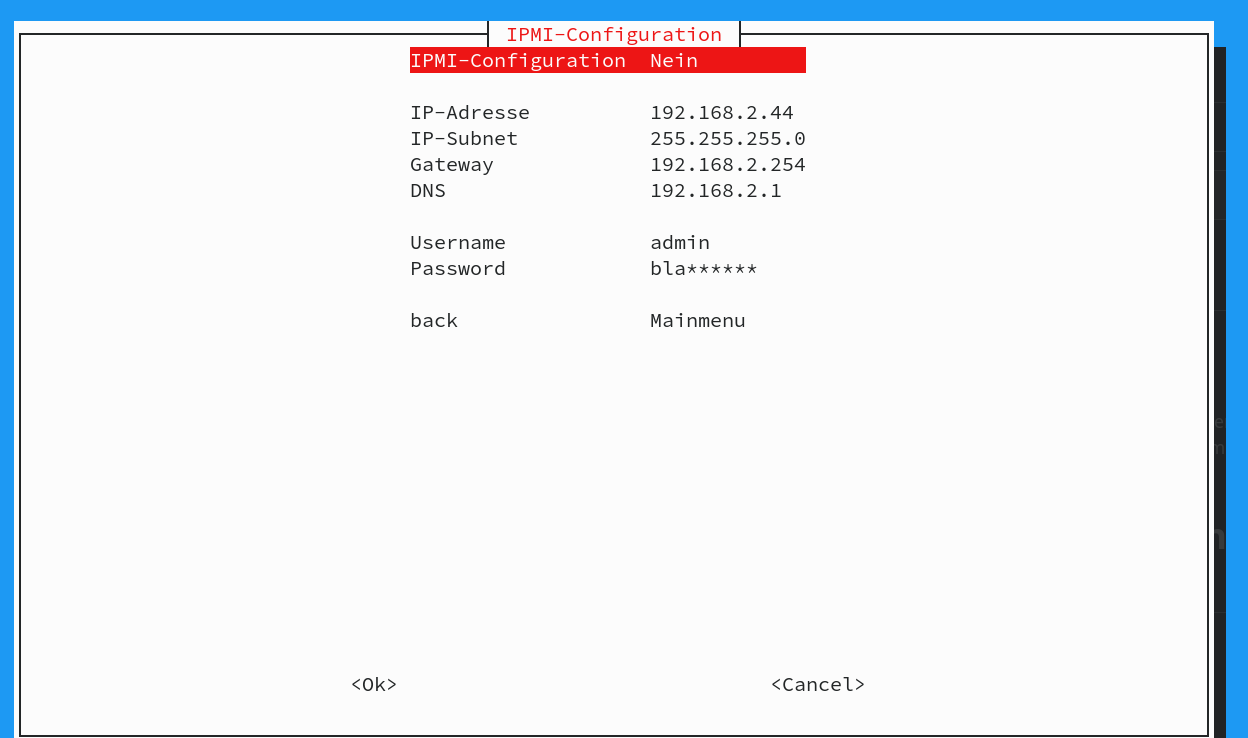 IPMI-Configuration
IPMI-Configuration Nein
IP-Adresse 192.168.2.44
IP-Subnet 255.255.255.0
Gateway 192.168.2.254
DNS 192.168.2.1
Username admin
Password bla******
back Mainmenu
<Ok> <Cancel>